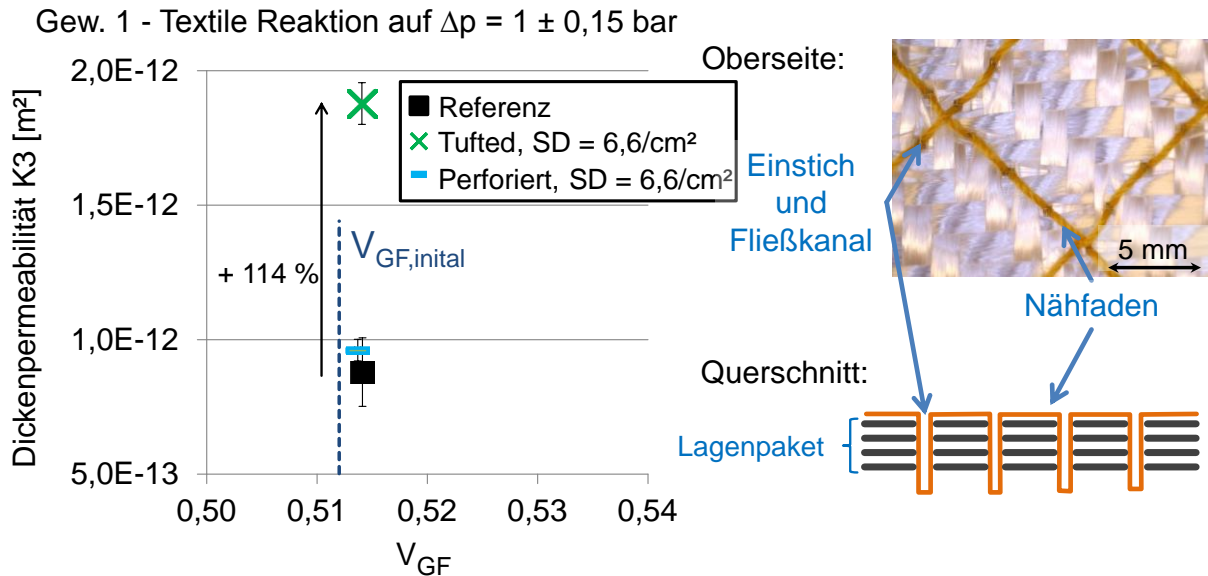 Gew. 1 - Textile Reaktion auf Δp = 1 ± 0,15 bar
Dickenpermeabilität K3 [m²]
2,0E-12
1,5E-12
1,0E-12
5,0E-13
0,50
0,51
0,52
0,53
0,54
V_GF
Referenz
Tufted, SD = 6,6/cm²
Perforiert, SD = 6,6/cm²
V_GF,inital
+ 114 %
Oberseite:
Einstich
und
Fließkanal
5 mm
Nähfaden
Querschnitt:
Lagenpaket